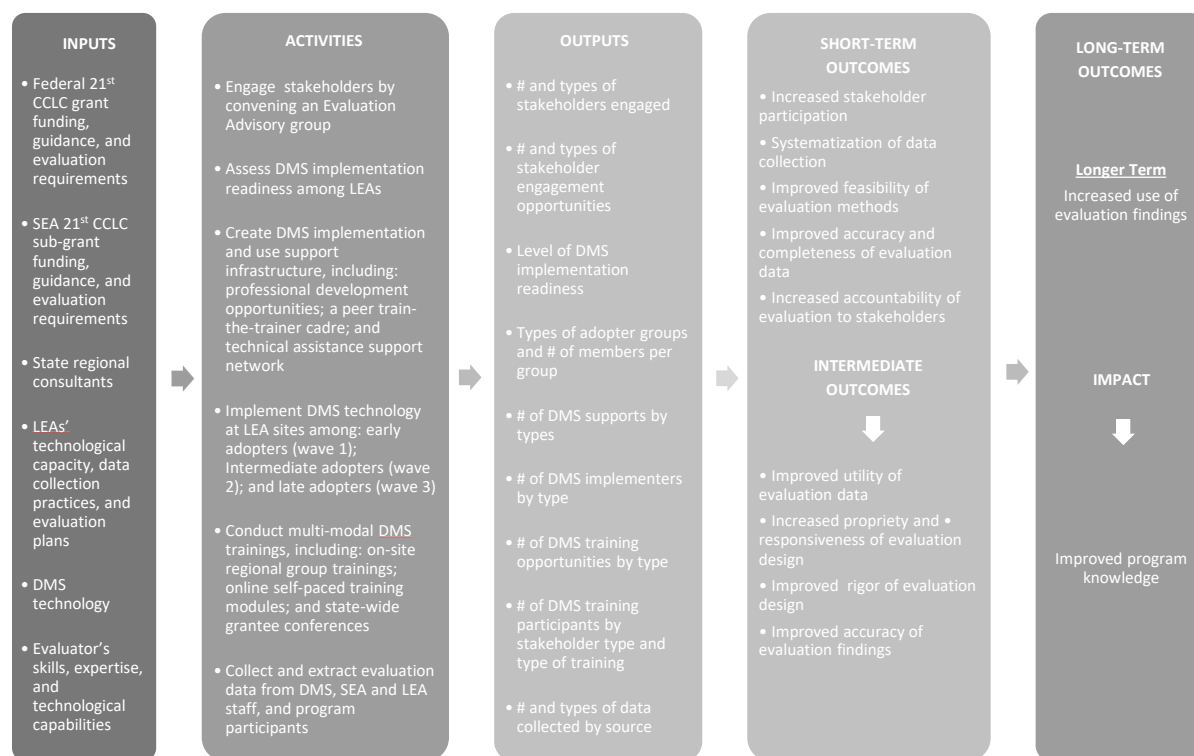 INPUTS
• Federal 21st
CCLC grant
funding,
guidance, and
evaluation
requirements
• SEA 21st CCLC
sub-grant
funding,
guidance, and
evaluation
requirements
• State regional
consultants
• LEAs'
technological
capacity, data
collection
practices, and
evaluation
plans
• DMS
technology
• Evaluator's
skills, expertise,
and
technological
capabilities
ACTIVITIES
• Engage stakeholders by
convening an Evaluation
Advisory group
• Assess DMS implementation
readiness among LEAs
• Create DMS implementation
and use support
infrastructure, including:
professional development
opportunities; a peer train-
the-trainer cadre; and
technical assistance support
network
• Implement DMS technology
at LEA sites among: early
adopters (wave 1);
Intermediate adopters (wave
2); and late adopters (wave 3)
• Conduct multi-modal DMS
trainings, including: on-site
regional group trainings;
online self-paced training
modules; and state-wide
grantee conferences
• Collect and extract evaluation
data from DMS, SEA and LEA
staff, and program
participants
OUTPUTS
• # and types of
stakeholders engaged
• # and types of
stakeholder
engagement
opportunities
• Level of DMS
implementation
readiness
• Types of adopter groups
and # of members per
group
• # of DMS supports by
types
• # of DMS implementers
by type
• # of DMS training
opportunities by type
• # of DMS training
participants by
stakeholder type and
type of training
• # and types of data
collected by source
SHORT-TERM
OUTCOMES
• Increased stakeholder
participation
• Systematization of data
collection
• Improved feasibility of
evaluation methods
• Improved accuracy and
completeness of evaluation
data
• Increased accountability of
evaluation to stakeholders
INTERMEDIATE
OUTCOMES
• Improved utility of
evaluation data
• Increased propriety and •
responsiveness of evaluation
design
• Improved rigor of evaluation
design
• Improved accuracy of
evaluation findings
LONG-TERM
OUTCOMES
Longer Term
Increased use of
evaluation findings
IMPACT
Improved program
knowledge